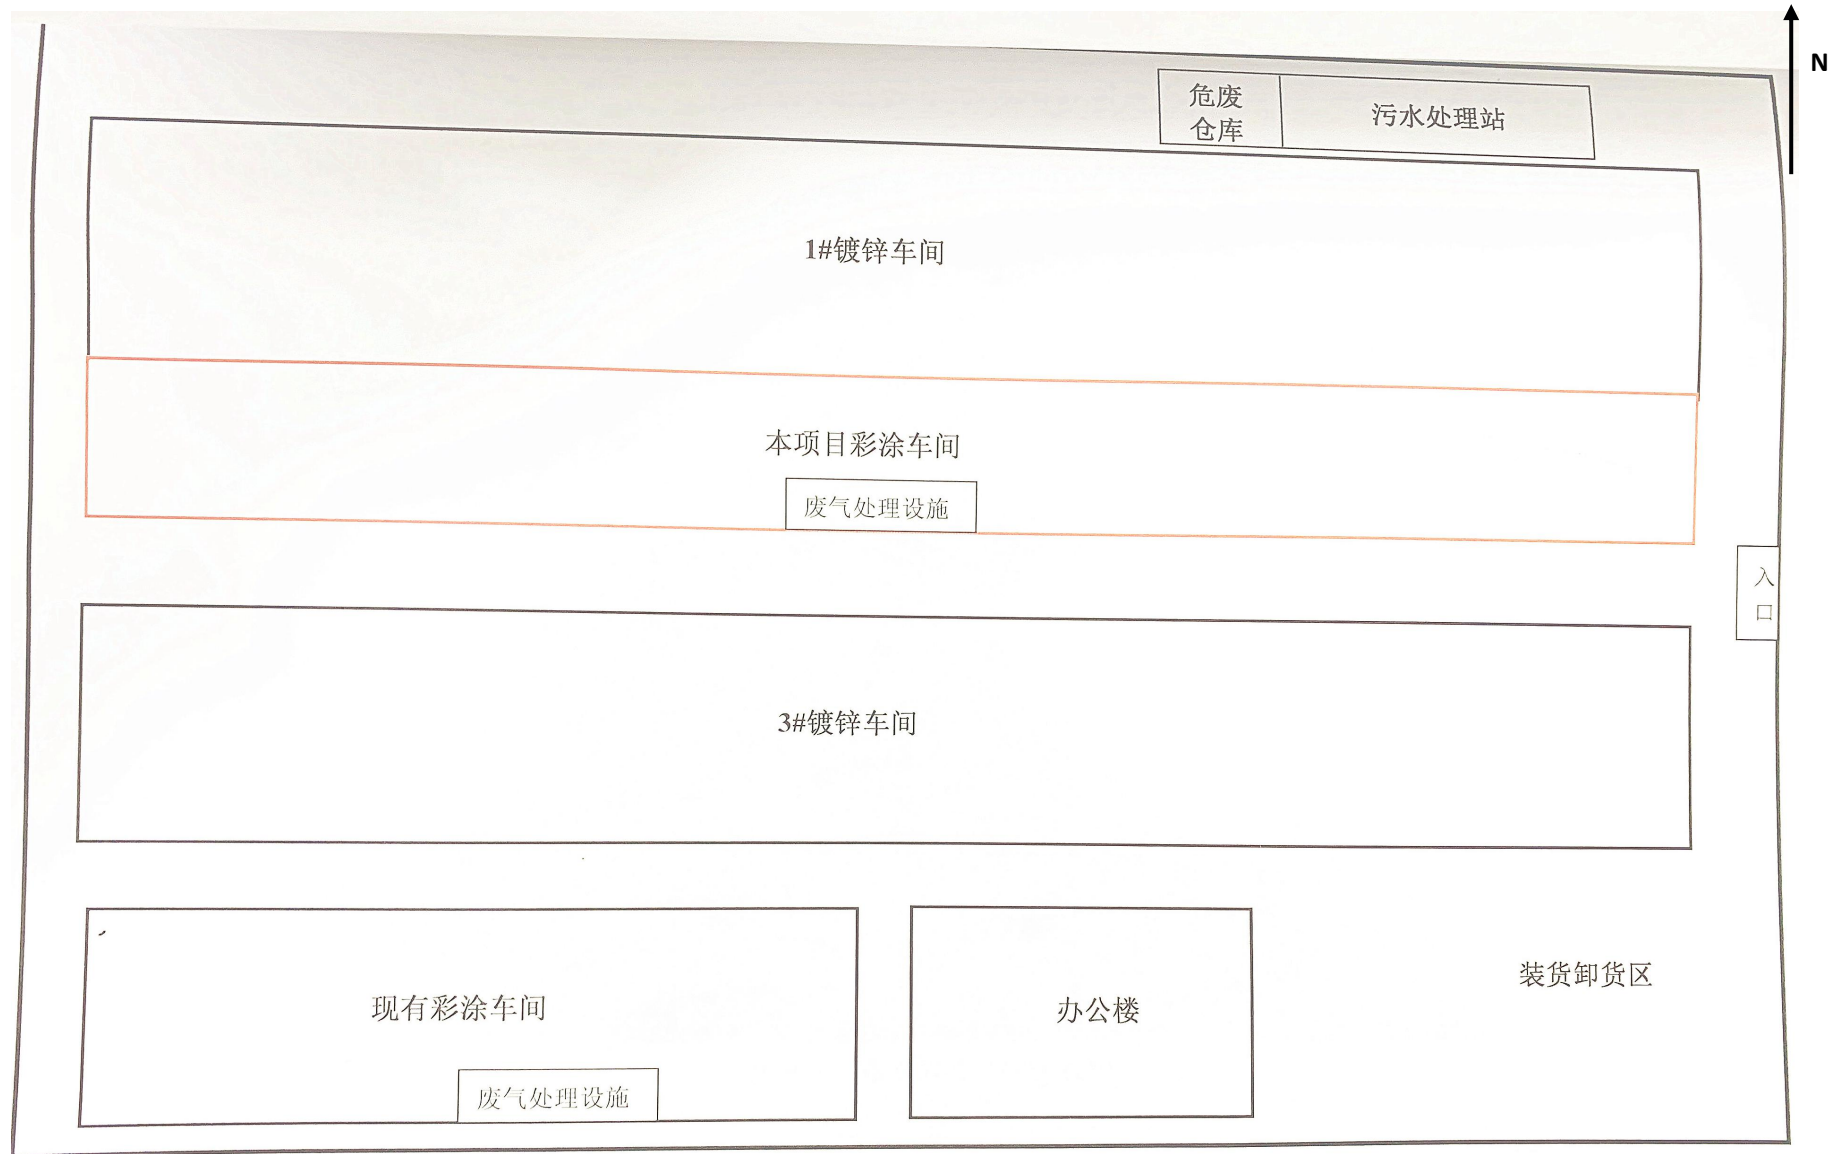 N
危废
仓库
污水处理站
1#镀锌车间
本项目彩涂车间
废气处理设施
入
口
3#镀锌车间
现有彩涂车间
废气处理设施
办公楼
装货卸货区